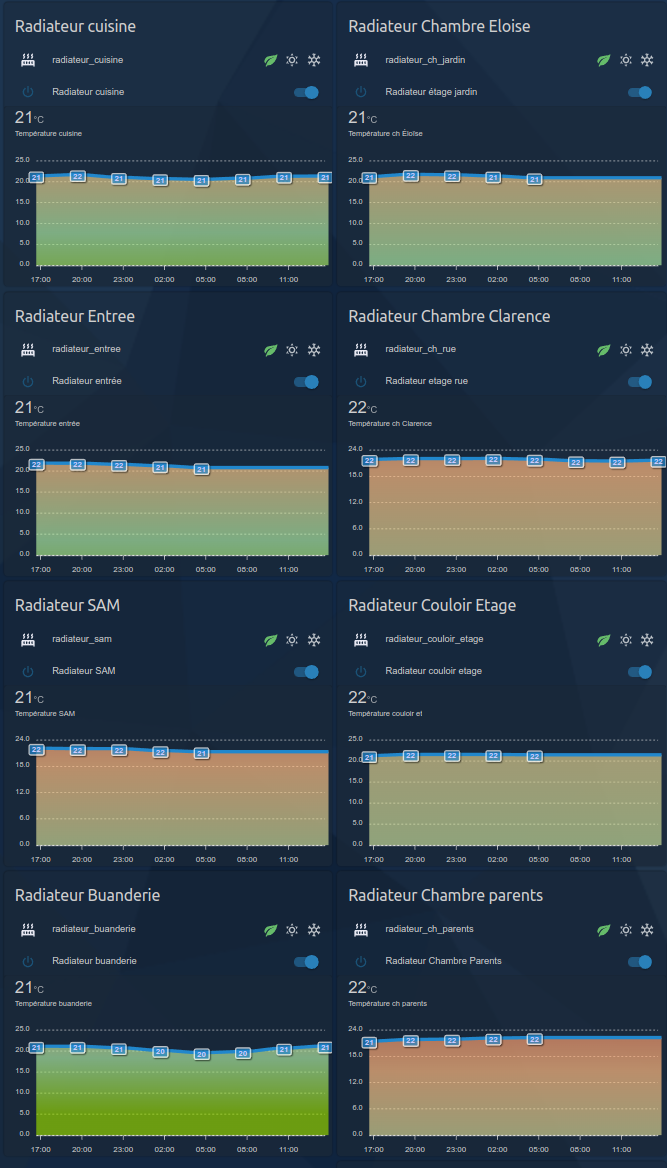 Radiateur cuisine
radiateur_cuisine
Radiateur cuisine
21°C
Température cuisine
25.0
20.0
15.0
10.0
5.0
0.0
21 22 21 21 21 21 21 21
17:00 20:00 23:00 02:00 05:00 08:00 11:00
Radiateur Chambre Eloise
radiateur_ch_jardin
Radiateur étage jardin
21°C
Température ch Éloïse
25.0
20.0
15.0
10.0
5.0
0.0
21 22 22 21 21
17:00 20:00 23:00 02:00 05:00 08:00 11:00
Radiateur Entree
radiateur_entree
Radiateur entrée
21°C
Température entrée
25.0
20.0
15.0
10.0
5.0
0.0
22 22 22 21 21
17:00 20:00 23:00 02:00 05:00 08:00 11:00
Radiateur Chambre Clarence
radiateur_ch_rue
Radiateur etage rue
22°C
Température ch Clarence
24.0
18.0
12.0
6.0
0.0
22 22 22 22 22 22 22 22
17:00 20:00 23:00 02:00 05:00 08:00 11:00
Radiateur SAM
radiateur_sam
Radiateur SAM
21°C
Température SAM
24.0
18.0
12.0
6.0
0.0
22 22 22 22 21
17:00 20:00 23:00 02:00 05:00 08:00 11:00
Radiateur Couloir Etage
radiateur_couloir_etage
Radiateur couloir etage
22°C
Température couloir et
25.0
20.0
15.0
10.0
5.0
0.0
21 22 22 22 22
17:00 20:00 23:00 02:00 05:00 08:00 11:00
Radiateur Buanderie
radiateur_buanderie
Radiateur buanderie
21°C
Température buanderie
25.0
20.0
15.0
10.0
5.0
0.0
21 21 21 20 20 20 21 21
17:00 20:00 23:00 02:00 05:00 08:00 11:00
Radiateur Chambre parents
radiateur_ch_parents
Radiateur Chambre Parents
22°C
Température ch parents
24.0
18.0
12.0
6.0
0.0
21 22 22 22 22
17:00 20:00 23:00 02:00 05:00 08:00 11:00